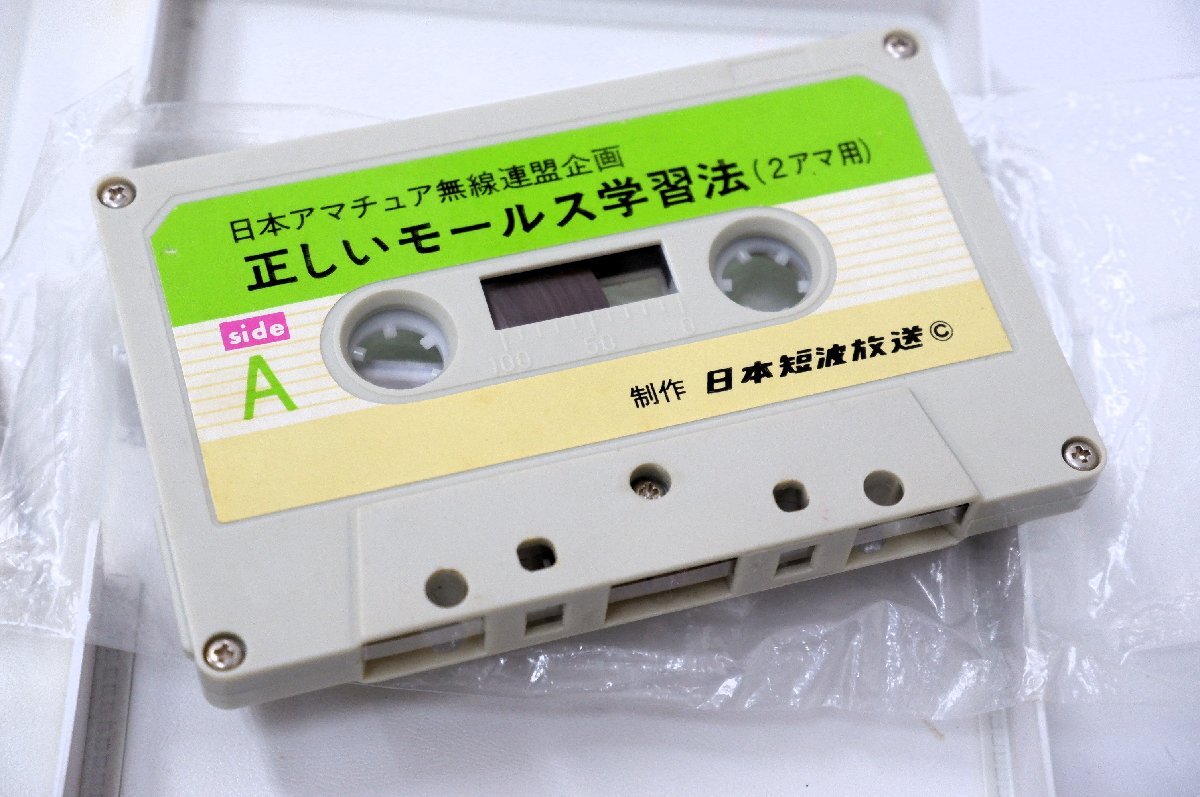 日本アマチュア無線連盟企画
正しいモールス学習法(2アマ用)
side
A
100 50
制作 日本短波放送©